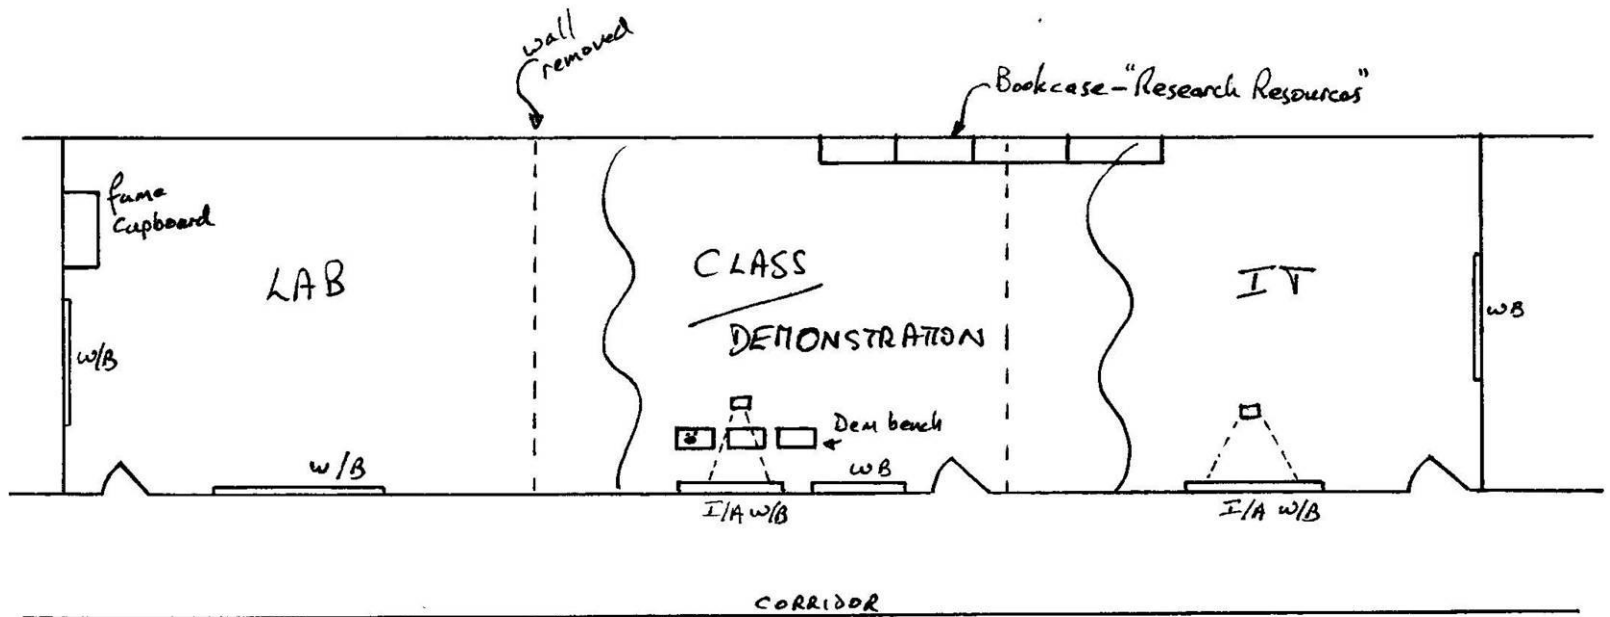 wall
removed
Bookcase-"Research Resources"
fume
cupboard
LAB
CLASS
DEMONSTRATION
IT
W/B
WB
Dem bench
W/B
WB
I/A W/B
I/A W/B
CORRIDOR